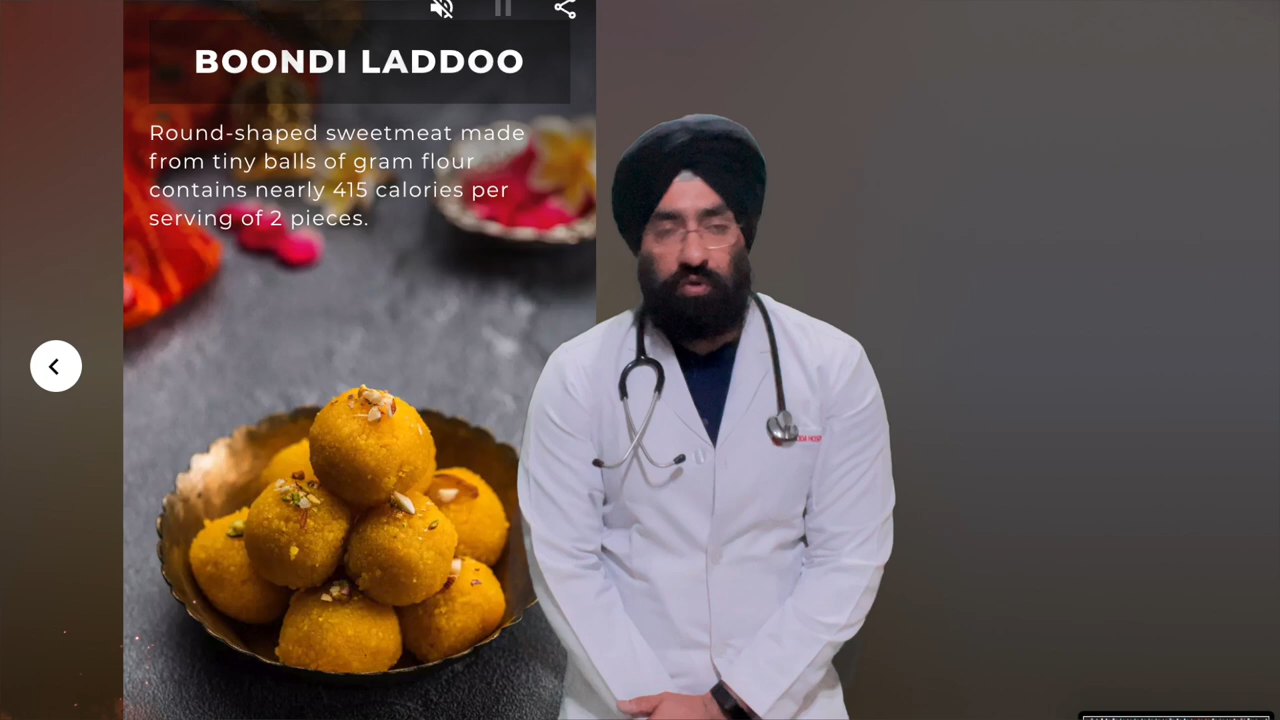 BOONDI LADDOO
Round-shaped sweetmeat made
from tiny balls of gram flour
contains nearly 415 calories per
serving of 2 pieces.